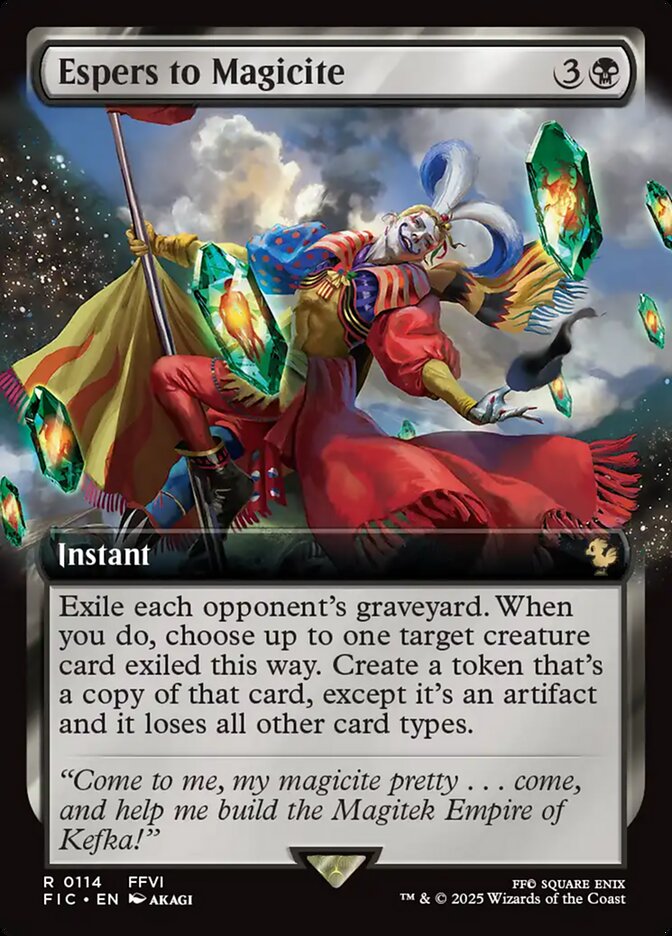 Espers to Magicite 3
Instant
Exile each opponent's graveyard. When
you do, choose up to one target creature
card exiled this way. Create a token that's
a copy of that card, except it's an artifact
and it loses all other card types.
“Come to me, my magicite pretty . . . come,
and help me build the Magitek Empire of
Kefka!”
R 0114 FFVI
FIC • EN AKAGI
FF© SQUARE ENIX
™ & © 2025 Wizards of the Coast